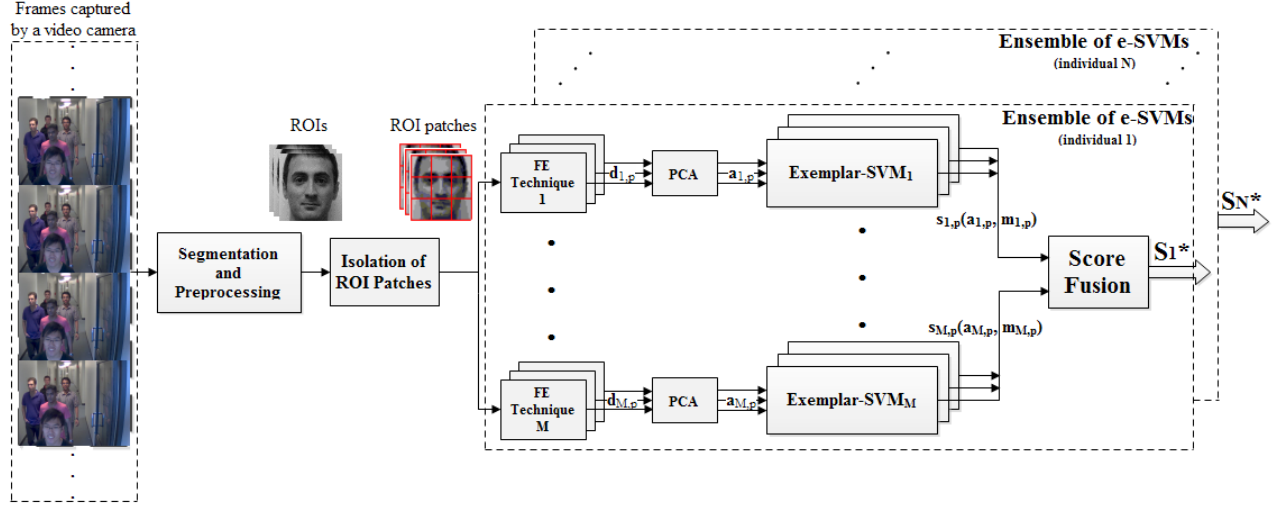 Frames captured
by a video camera
ROIs
ROI patches
Segmentation
and
Preprocessing
Isolation of
ROI Patches
Ensemble of e-SVMs
(individual N)
Ensemble of e-SVMs
(individual 1)
FE
Technique
1
d1,p
PCA
a1,p
Exemplar-SVM1
s1,p(a1,p, m1,p)
FE
Technique
M
dM,p
PCA
aM,p
Exemplar-SVMM
sM,p(aM,p, mM,p)
Score
Fusion
S1*
SN*